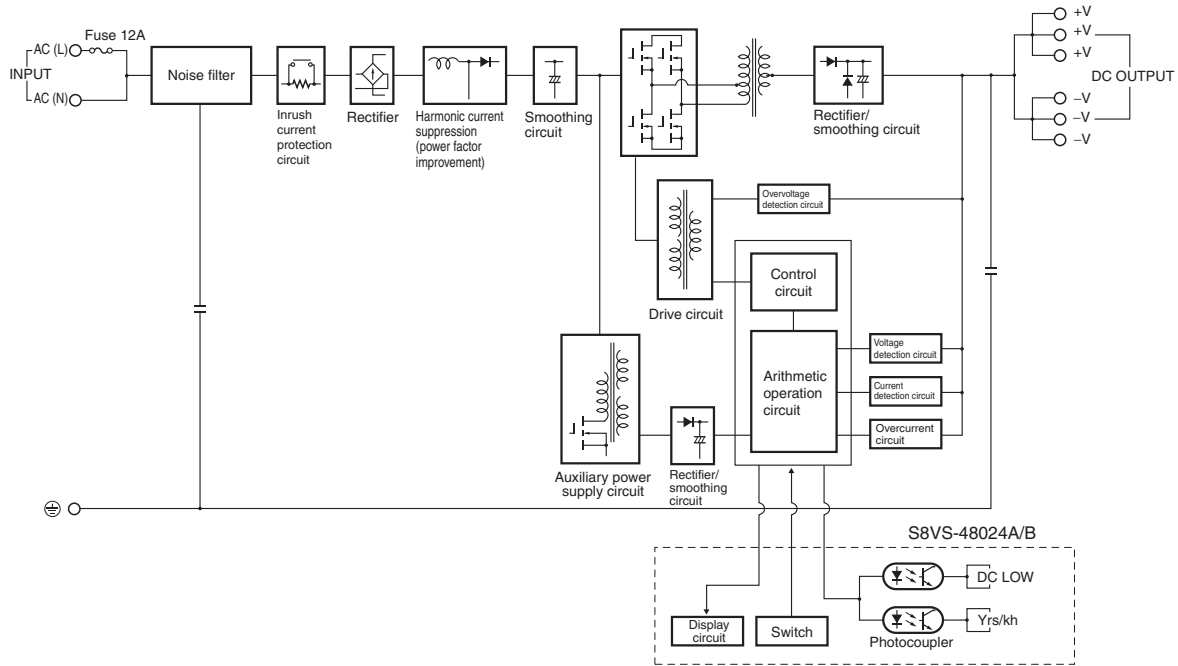 Fuse 12A
AC (L)
INPUT
AC (N)
Noise filter
Inrush
current
protection
circuit
Rectifier
Harmonic current
suppression
(power factor
improvement)
Smoothing
circuit
Rectifier/
smoothing circuit
+V
+V
+V
DC OUTPUT
–V
–V
–V
Overvoltage
detection circuit
Drive circuit
Control
circuit
Arithmetic
operation
circuit
Voltage
detection circuit
Current
detection circuit
Overcurrent
circuit
Auxiliary power
supply circuit
Rectifier/
smoothing
circuit
S8VS-48024A/B
Display
circuit
Switch
DC LOW
Yrs/kh
Photocoupler